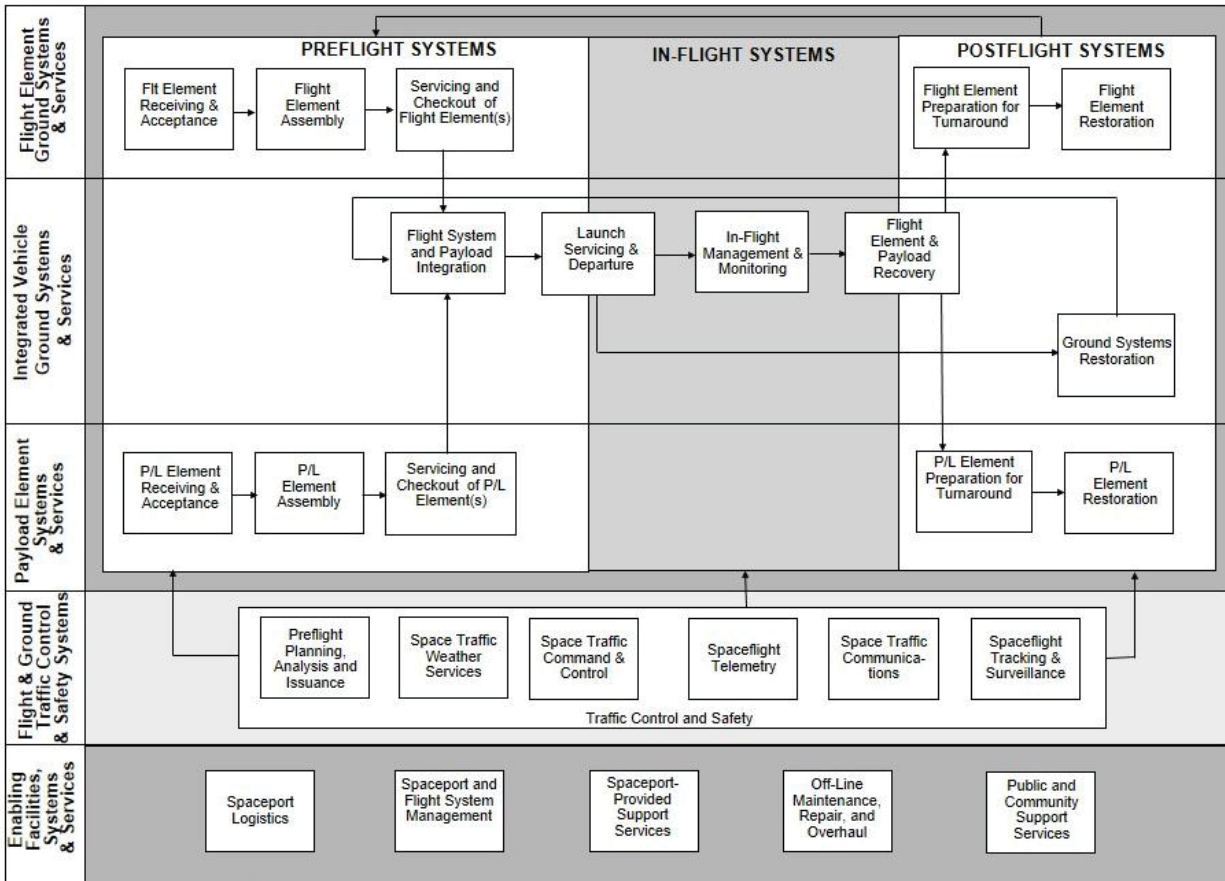 Flight Element
Ground Systems
& Services
PREFLIGHT SYSTEMS
IN-FLIGHT SYSTEMS
POSTFLIGHT SYSTEMS
Flt Element
Receiving &
Acceptance
Flight
Element
Assembly
Servicing and
Checkout of
Flight Element(s)
Flight Element
Preparation for
Turnaround
Flight
Element
Restoration
Integrated Vehicle
Ground Systems
& Services
Flight System
and Payload
Integration
Launch
Servicing &
Departure
In-Flight
Management &
Monitoring
Flight
Element &
Payload
Recovery
Ground Systems
Restoration
Payload Element
Systems
& Services
P/L Element
Receiving &
Acceptance
P/L
Element
Assembly
Servicing and
Checkout of P/L
Element(s)
P/L Element
Preparation for
Turnaround
P/L
Element
Restoration
Flight & Ground
Traffic Control
& Safety Systems
Preflight
Planning,
Analysis and
Issuance
Space Traffic
Weather
Services
Space Traffic
Command &
Control
Spaceflight
Telemetry
Space Traffic
Communica-
tions
Spaceflight
Tracking &
Surveillance
Traffic Control and Safety
Enabling
Facilities,
Systems
& Services
Spaceport
Logistics
Spaceport and
Flight System
Management
Spaceport-
Provided
Support
Services
Off-Line
Maintenance,
Repair, and
Overhaul
Public and
Community
Support
Services